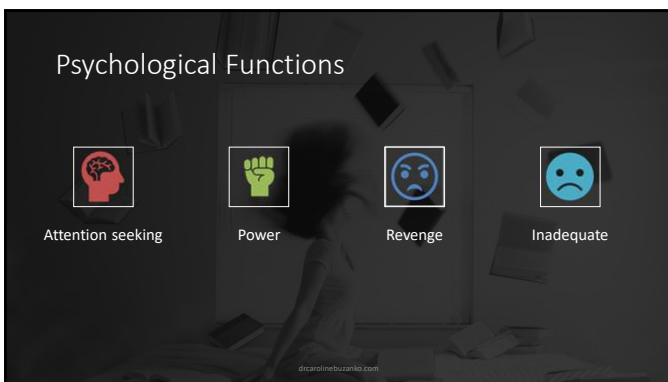 Psychological Functions
Attention seeking
Power
Revenge
Inadequate
drcarolinebuzanko.com